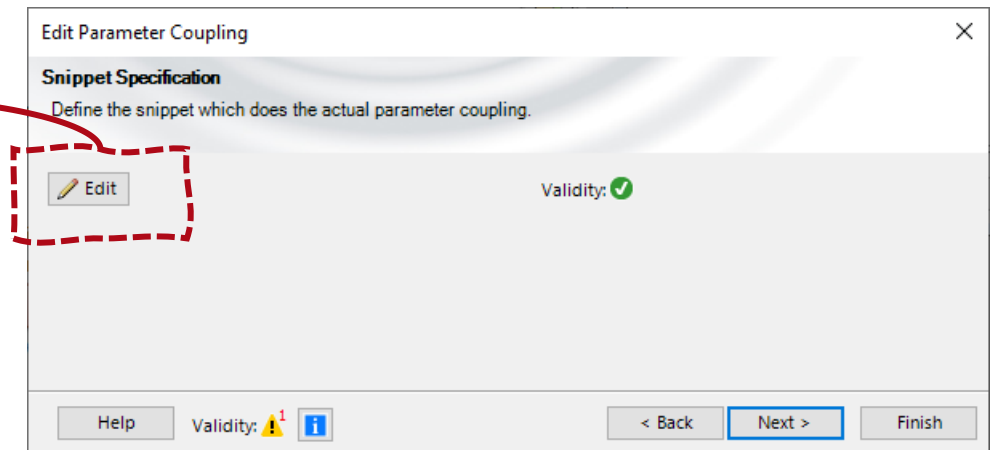 Edit Parameter Coupling
Snippet Specification
Define the snippet which does the actual parameter coupling.
Edit
Validity:
Help
Validity: 1
< Back
Next >
Finish